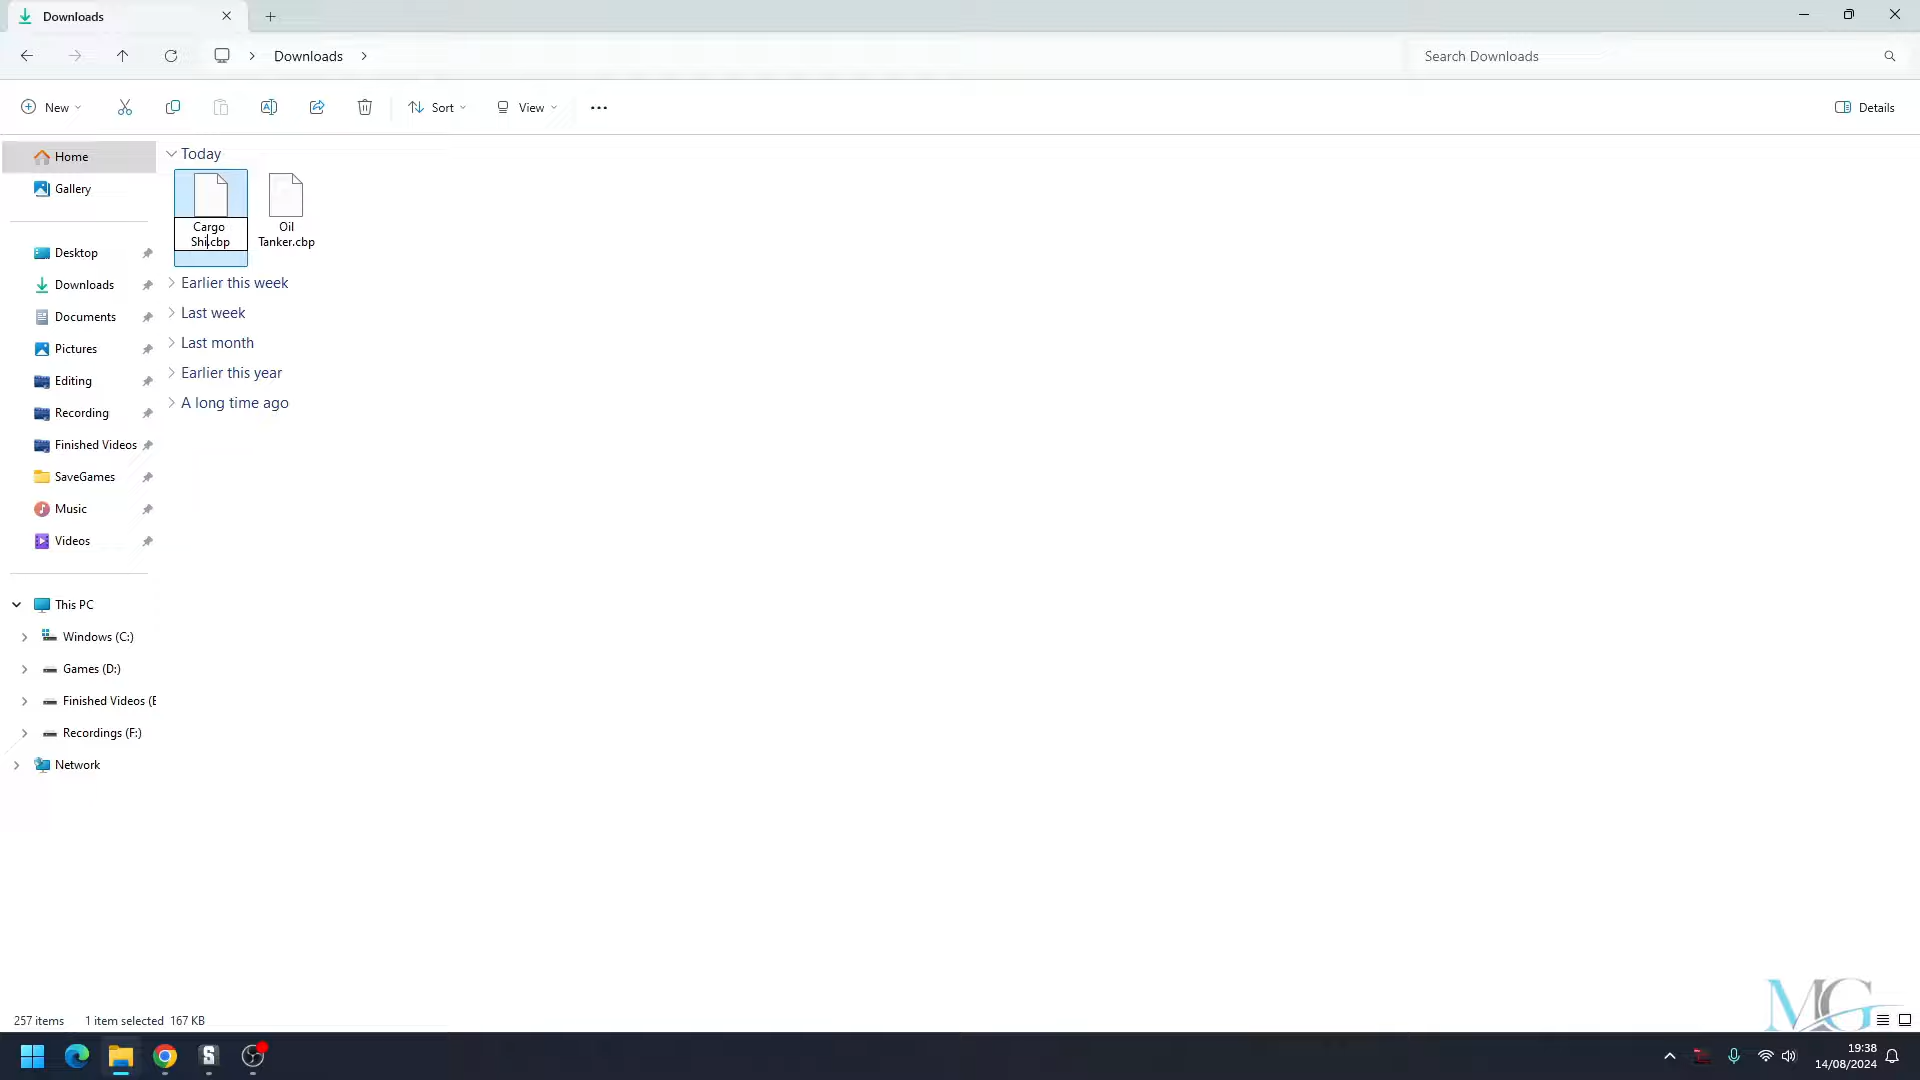 Downloads
Downloads
Search Downloads
New
Sort
View
Details
Home
Gallery
Desktop
Downloads
Documents
Pictures
Editing
Recording
Finished Videos
SaveGames
Music
Videos
This PC
Windows (C:)
Games (D:)
Finished Videos (E
Recordings (F:)
Network
Today
Cargo
Shi.cbp
Oil
Tanker.cbp
Earlier this week
Last week
Last month
Earlier this year
A long time ago
257 items
1 item selected 167 KB
MG
19:38
14/08/2024